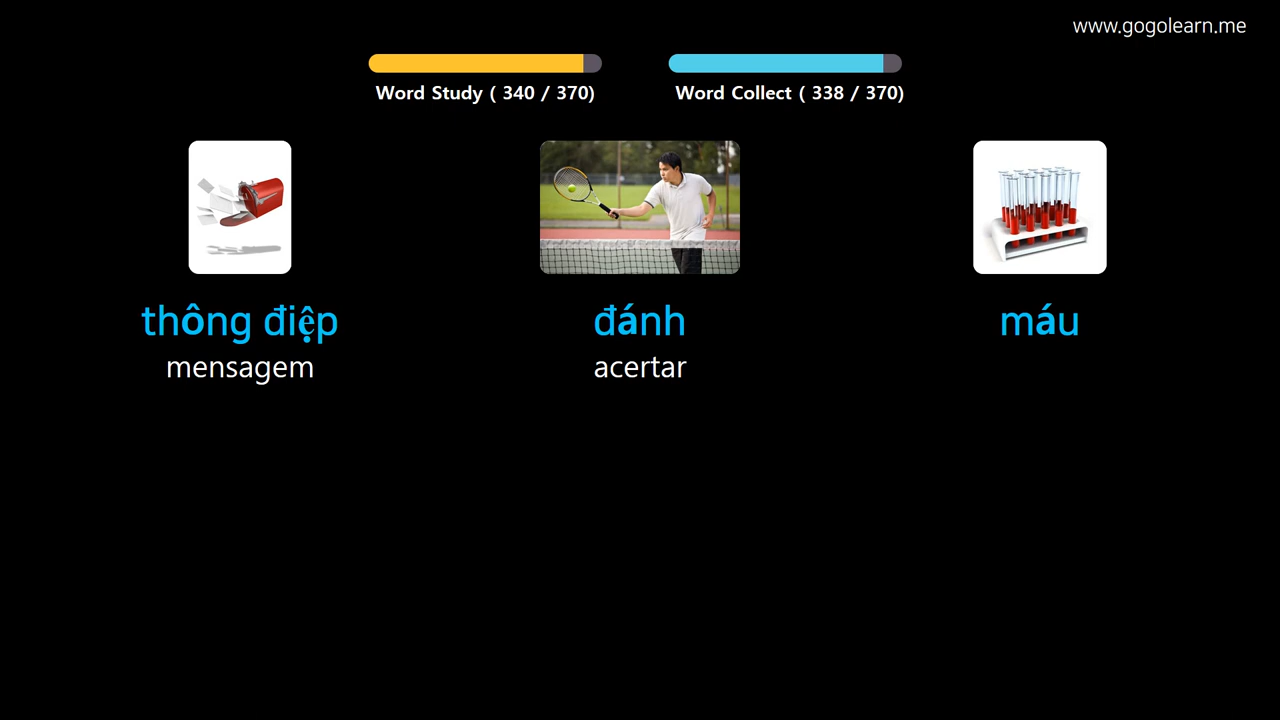 www.gogolearn.me
Word Study ( 340 / 370)
Word Collect ( 338 / 370)
thông điệp
mensagem
đánh
acertar
máu